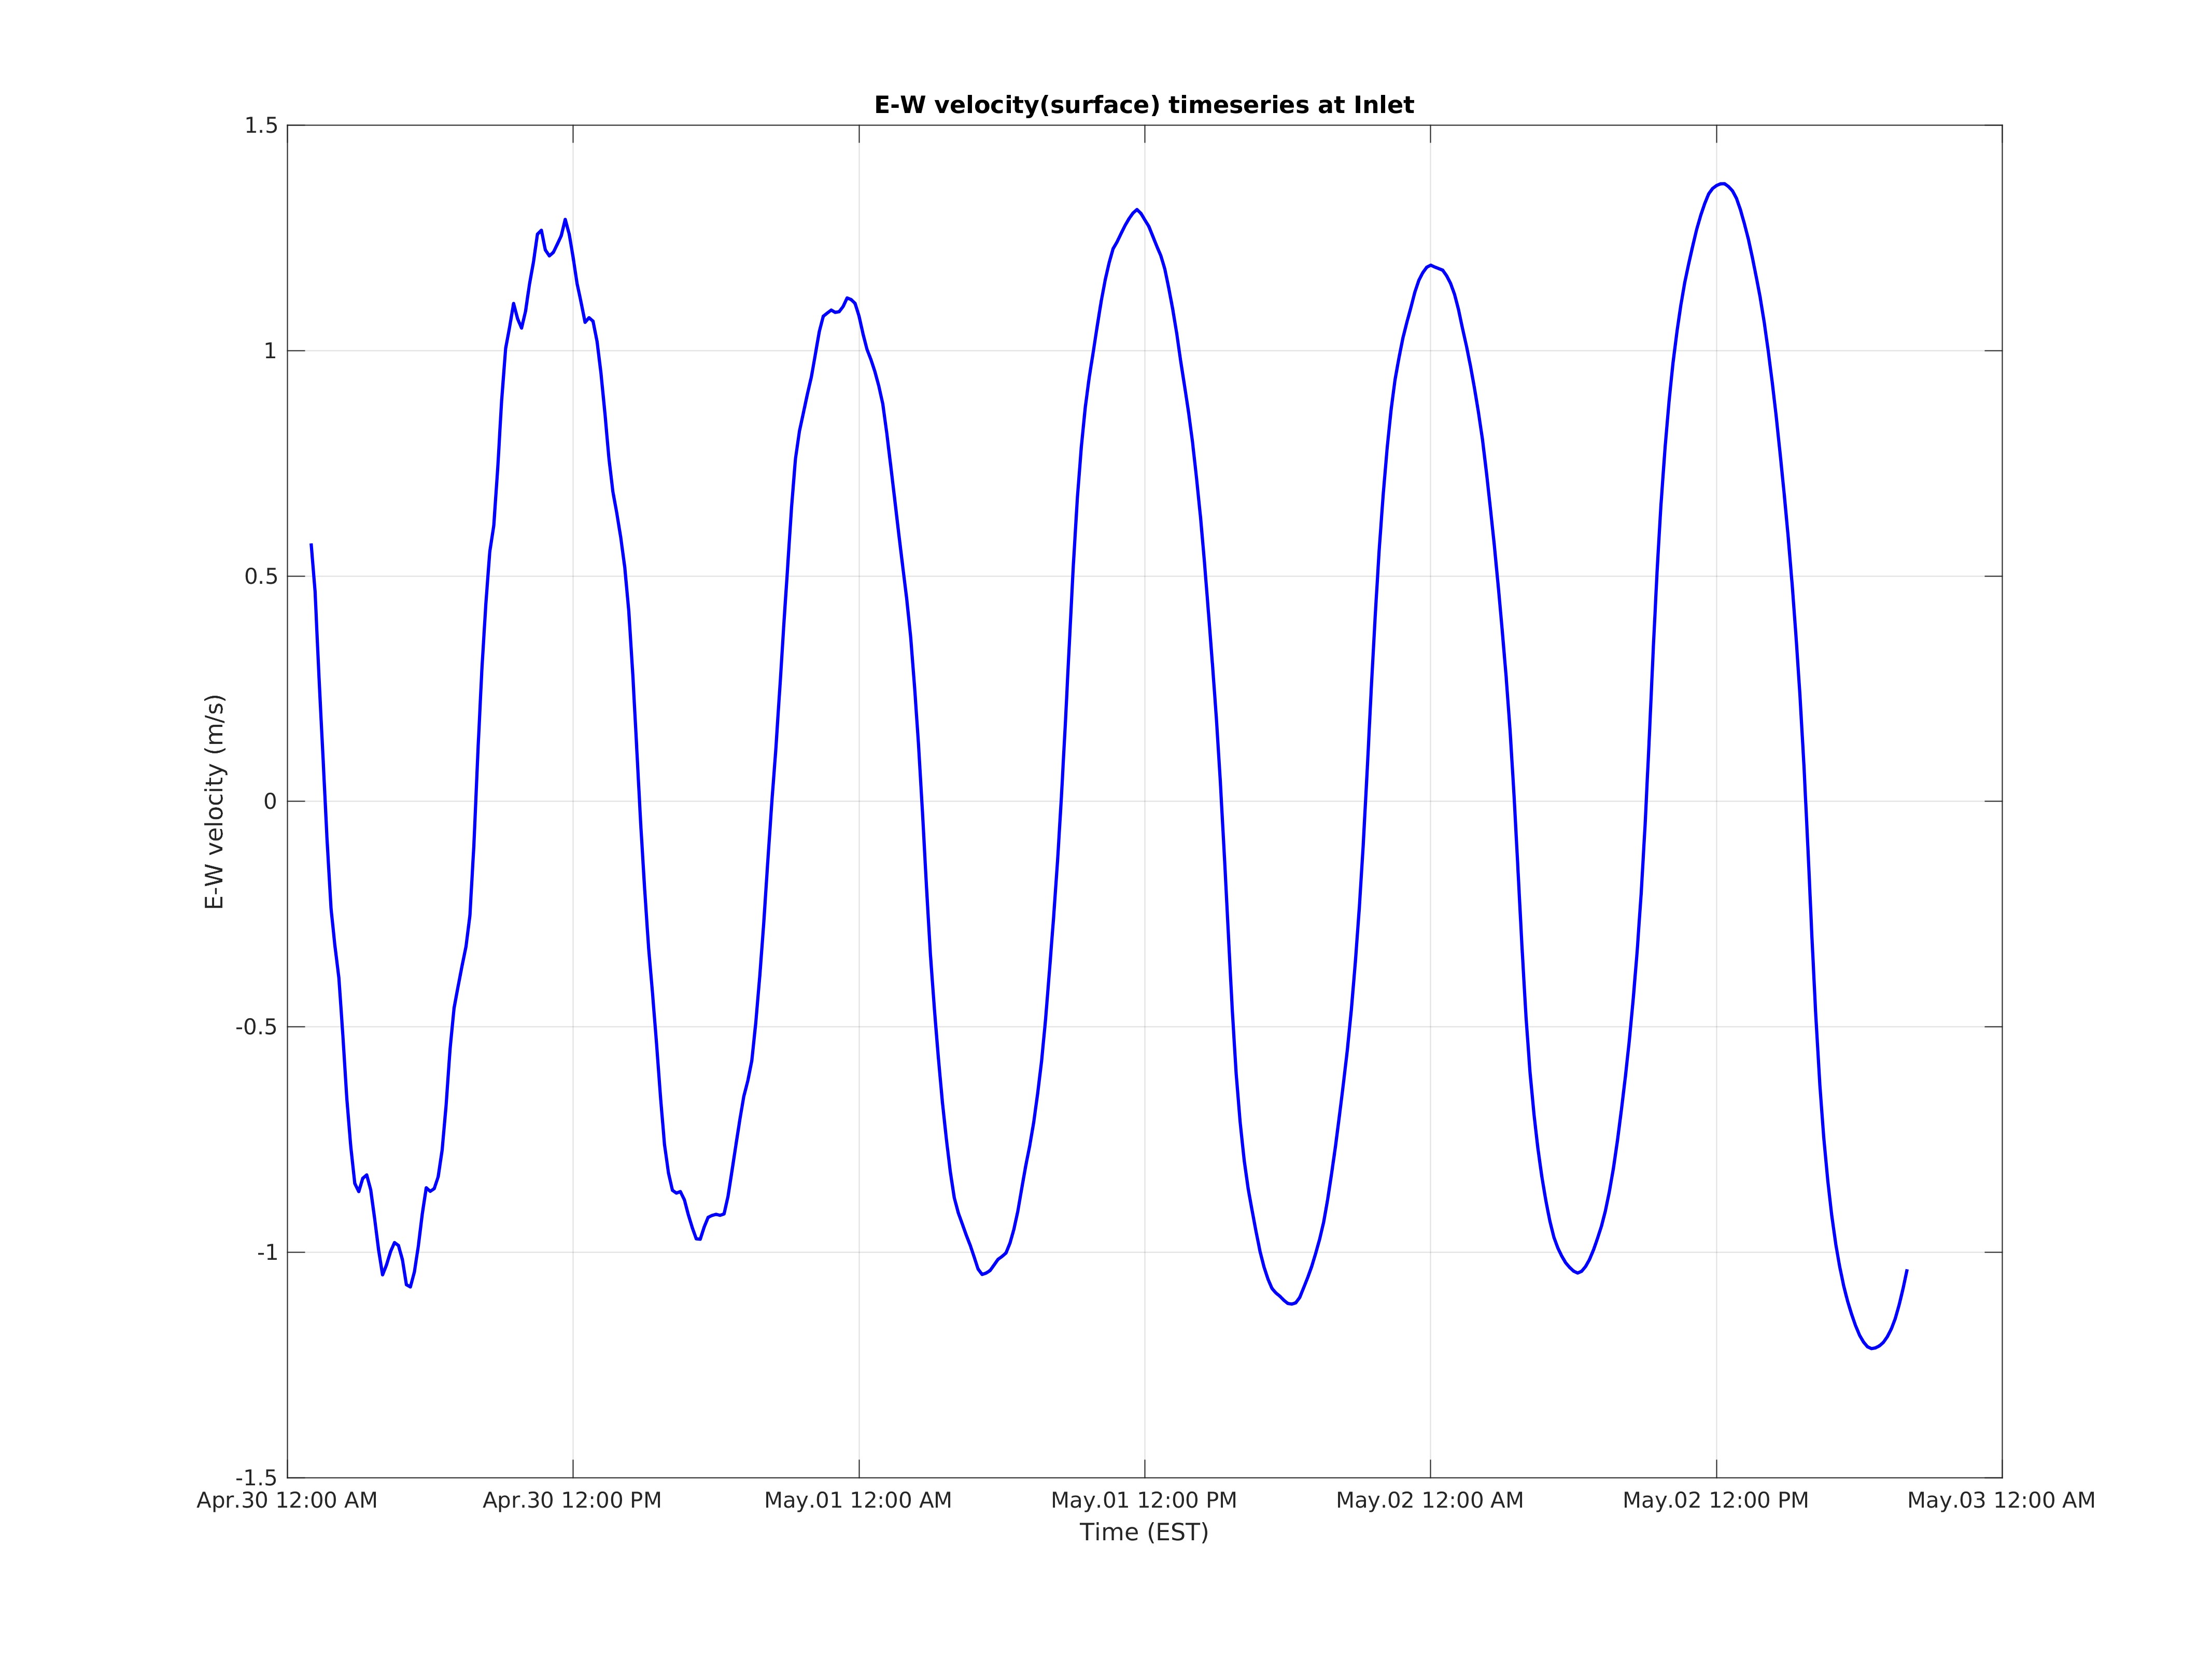 E-W velocity(surface) timeseries at Inlet
E-W velocity (m/s)
1.5
1
0.5
0
-0.5
-1
-1.5
Apr.30 12:00 AM
Apr.30 12:00 PM
May.01 12:00 AM
May.01 12:00 PM
May.02 12:00 AM
May.02 12:00 PM
May.03 12:00 AM
Time (EST)